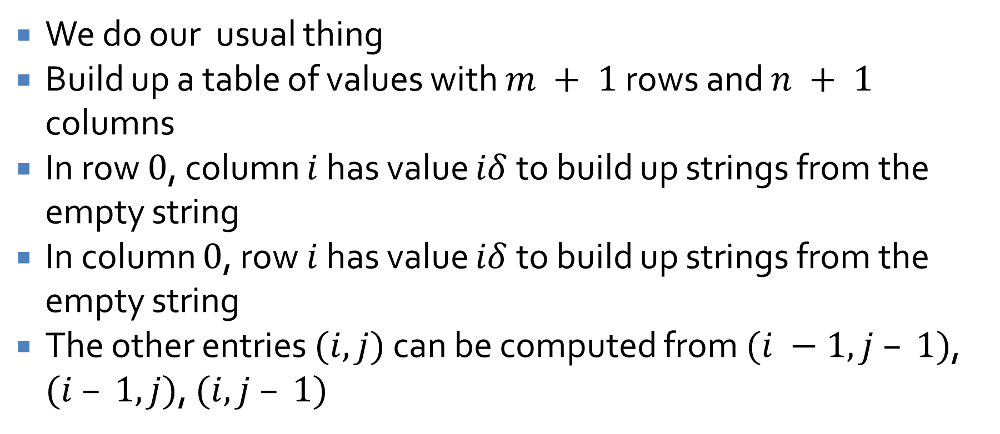 ▪ We do our usual thing
▪ Build up a table of values with m + 1 rows and n + 1
columns
▪ In row 0, column i has value iδ to build up strings from the
empty string
▪ In column 0, row i has value iδ to build up strings from the
empty string
▪ The other entries (i, j) can be computed from (i − 1, j – 1),
(i – 1, j), (i, j – 1)